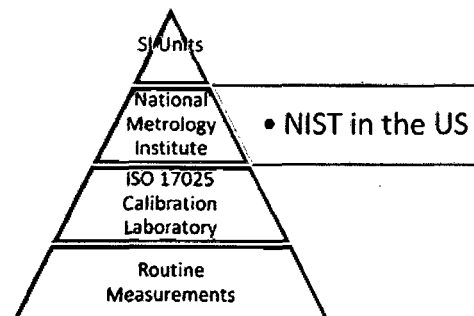 SI Units
National
Metrology
Institute
• NIST in the US
ISO 17025
Calibration
Laboratory
Routine
Measurements